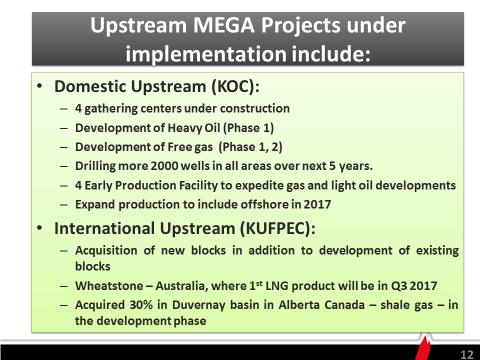 Upstream MEGA Projects under
implementation include:
• Domestic Upstream (KOC):
– 4 gathering centers under construction
– Development of Heavy Oil (Phase 1)
– Development of Free gas (Phase 1, 2)
– Drilling more 2000 wells in all areas over next 5 years.
– 4 Early Production Facility to expedite gas and light oil developments
– Expand production to include offshore in 2017
• International Upstream (KUFPEC):
– Acquisition of new blocks in addition to development of existing
blocks
– Wheatstone – Australia, where 1st LNG product will be in Q3 2017
– Acquired 30% in Duvernay basin in Alberta Canada – shale gas – in
the development phase
12